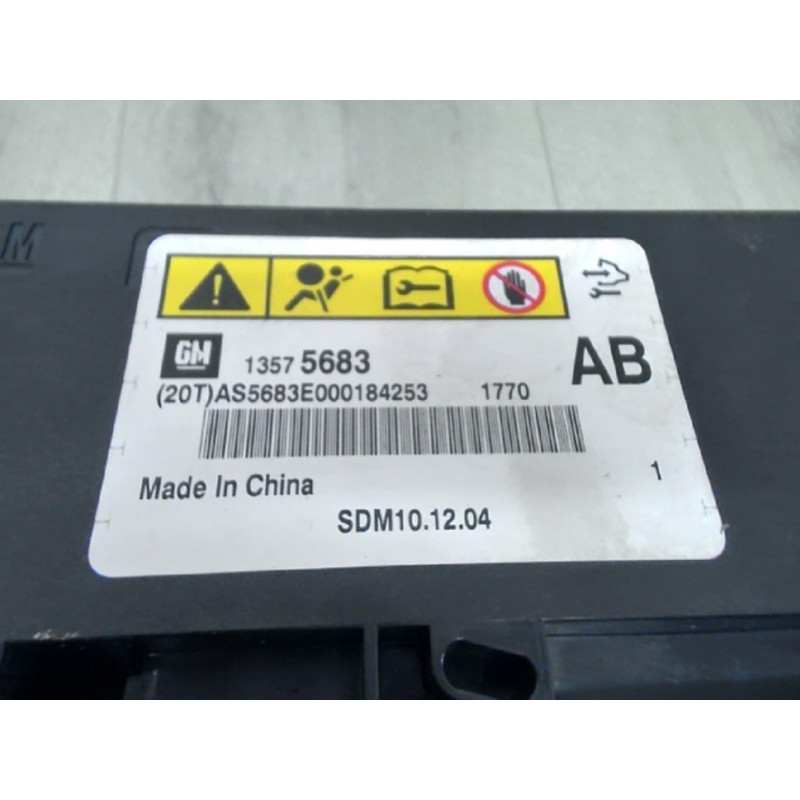 M
GM 1357 5683 AB
(20T)AS5683E000184253 1770
Made In China 1
SDM10.12.04